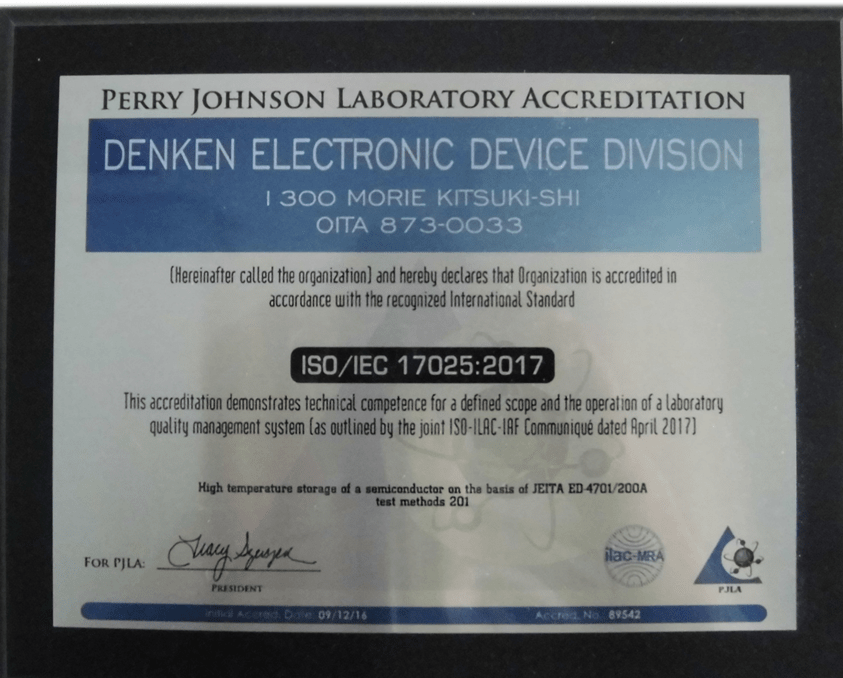 PERRY JOHNSON LABORATORY ACCREDITATION
DENKEN ELECTRONIC DEVICE DIVISION
1 300 MORIE KITSUKI-SHI
OITA 873-0033
(Hereinafter called the organization) and hereby declares that Organization is accredited in
accordance with the recognized International Standard
ISO/IEC 17025:2017
This accreditation demonstrates technical competence for a defined scope and the operation of a laboratory
quality management system (as outlined by the joint ISO-ILAC-IAF Communiqué dated April 2017)
High temperature storage of a semiconductor on the basis of JEITA ED-4701/200A
test methods 201
FOR PJLA:
PRESIDENT
ilac-MRA
PJLA
Initial Accred. Date: 09/12/16
Accred. No. 89542